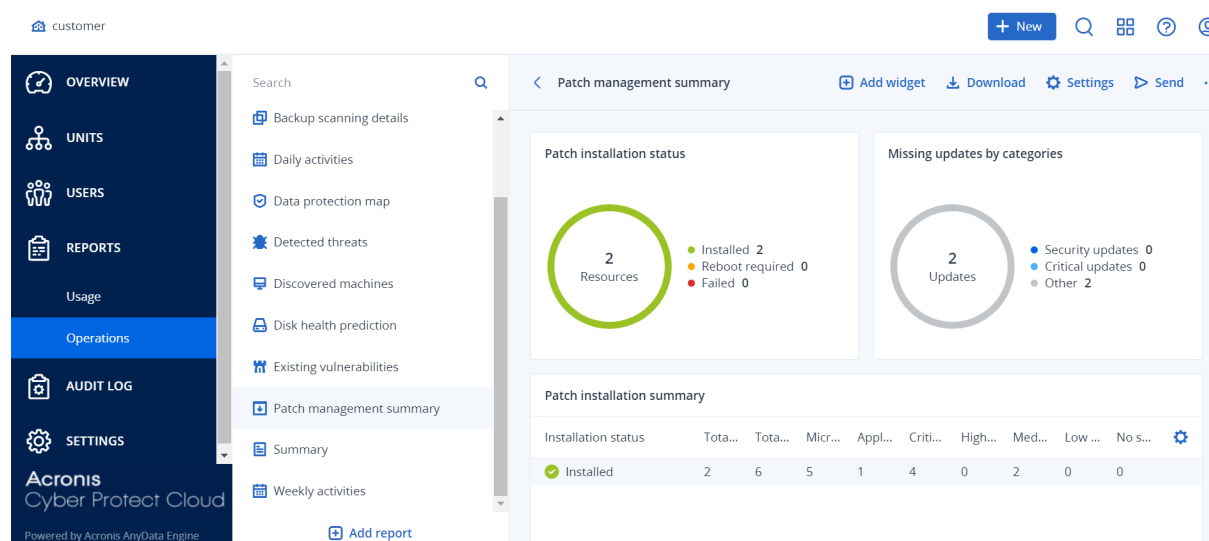 customer
+ New
OVERVIEW
UNITS
USERS
REPORTS
Usage
Operations
AUDIT LOG
SETTINGS
Acronis
Cyber Protect Cloud
Powered by Acronis AnyData Engine
Search
Backup scanning details
Daily activities
Data protection map
Detected threats
Discovered machines
Disk health prediction
Existing vulnerabilities
Patch management summary
Summary
Weekly activities
Add report
Patch management summary
Add widget
Download
Settings
Send
Patch installation status
2
Resources
Installed 2
Reboot required 0
Failed 0
Missing updates by categories
2
Updates
Security updates 0
Critical updates 0
Other 2
Patch installation summary
Installation status Tota... Tota... Micr... Appl... Criti... High... Med... Low ... No s...
Installed 2 6 5 1 4 0 2 0 0